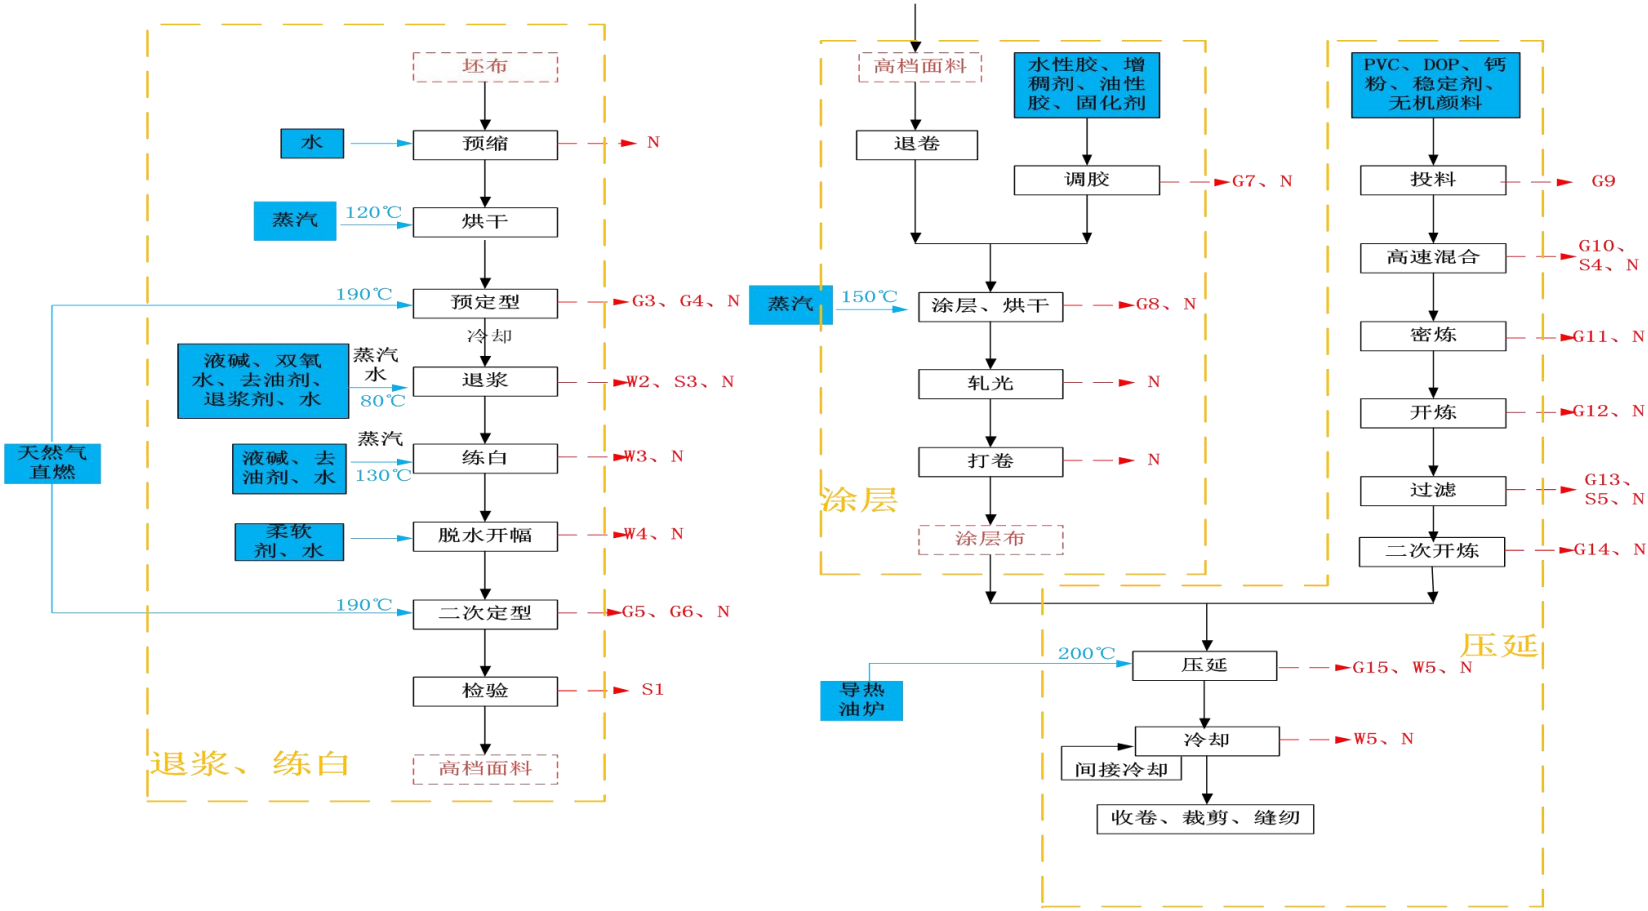 坯布
水
预缩
N
蒸汽
120℃
烘干
190℃
预定型
G3、G4、N
冷却
液碱、双氧
水、去油剂、
退浆剂、水
蒸汽
水
80℃
退浆
W2、S3、N
天然气
直燃
液碱、去
油剂、水
蒸汽
130℃
练白
W3、N
柔软
剂、水
脱水开幅
W4、N
190℃
二次定型
G5、G6、N
检验
S1
高档面料
退浆、练白
高档面料
水性胶、增
稠剂、油性
胶、固化剂
退卷
调胶
G7、N
蒸汽
150℃
涂层、烘干
G8、N
轧光
N
打卷
N
涂层
涂层布
PVC、DOP、钙
粉、稳定剂、
无机颜料
投料
G9
高速混合
G10、
S4、N
密炼
G11、N
开炼
G12、N
过滤
G13、
S5、N
二次开炼
G14、N
压延
导热
油炉
200℃
压延
G15、W5、N
冷却
W5、N
间接冷却
收卷、裁剪、缝纫